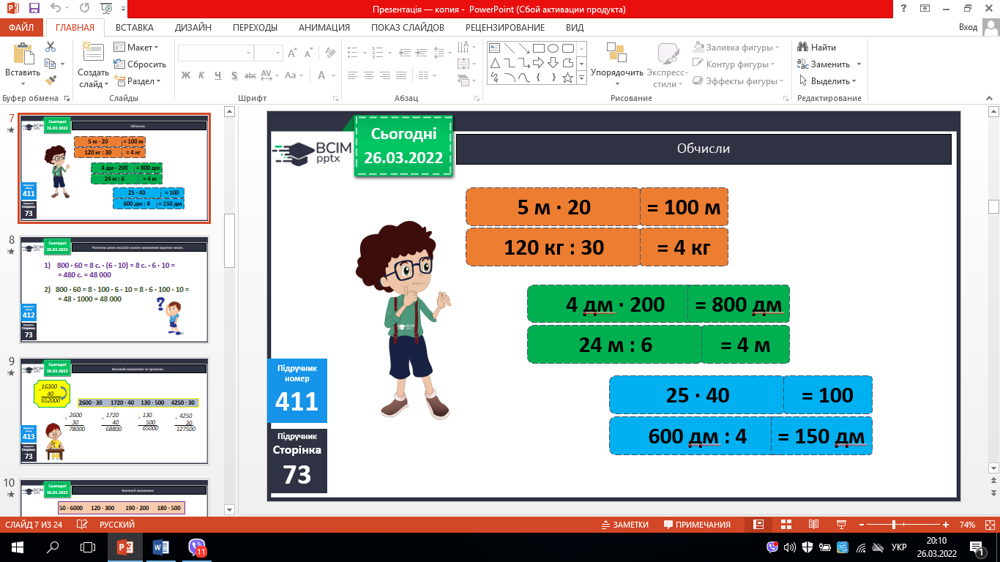 Презентація — копия - PowerPoint (Сбой активации продукта)
ФАЙЛ ГЛАВНАЯ ВСТАВКА ДИЗАЙН ПЕРЕХОДЫ АНИМАЦИЯ ПОКАЗ СЛАЙДОВ РЕЦЕНЗИРОВАНИЕ ВИД Вход
Вставить
Создать слайд
Макет
Сбросить
Раздел
Ж К Ч S abc AV Aa A
Упорядочить
Экспресс-стили
Заливка фигуры
Контур фигуры
Эффекты фигуры
Найти
Заменить
Выделить
Буфер обмена Слайды Шрифт Абзац Рисование Редактирование
7
Сьогодні
26.03.2022
Обчисли
ВСІМ
pptx
5 м · 20 = 100 м
120 кг : 30 = 4 кг
4 дм · 200 = 800 дм
24 м : 6 = 4 м
25 · 40 = 100
600 дм : 4 = 150 дм
411
Сторінка
73
8
Сьогодні
26.03.2022
Розглянь різні способи усного множення круглих чисел.
1) 800 · 60 = 8 с. · (6 · 10) = 8 с. · 6 · 10 =
= 480 с. = 48 000
2) 800 · 60 = 8 · 100 · 6 · 10 = 8 · 6 · 100 · 10 =
= 48 · 1000 = 48 000
?
412
Сторінка
73
9
Сьогодні
26.03.2022
Виконай множення за зразком.
16300
40
652000
2600 · 30 1720 · 40 130 · 500 4250 · 30
2600
30
78000
1720
40
68800
130
500
65000
4250
30
127500
413
Сторінка
73
10
Сьогодні
26.03.2022
Виконай множення
50 · 6000 120 · 300 190 · 200 180 · 500
Сьогодні
26.03.2022
ВСІМ
pptx
Обчисли
5 м · 20 = 100 м
120 кг : 30 = 4 кг
4 дм · 200 = 800 дм
24 м : 6 = 4 м
25 · 40 = 100
600 дм : 4 = 150 дм
Підручник
номер
411
Підручник
Сторінка
73
СЛАЙД 7 ИЗ 24 РУССКИЙ ЗАМЕТКИ ПРИМЕЧАНИЯ 74%
11
УКР
20:10
26.03.2022
1